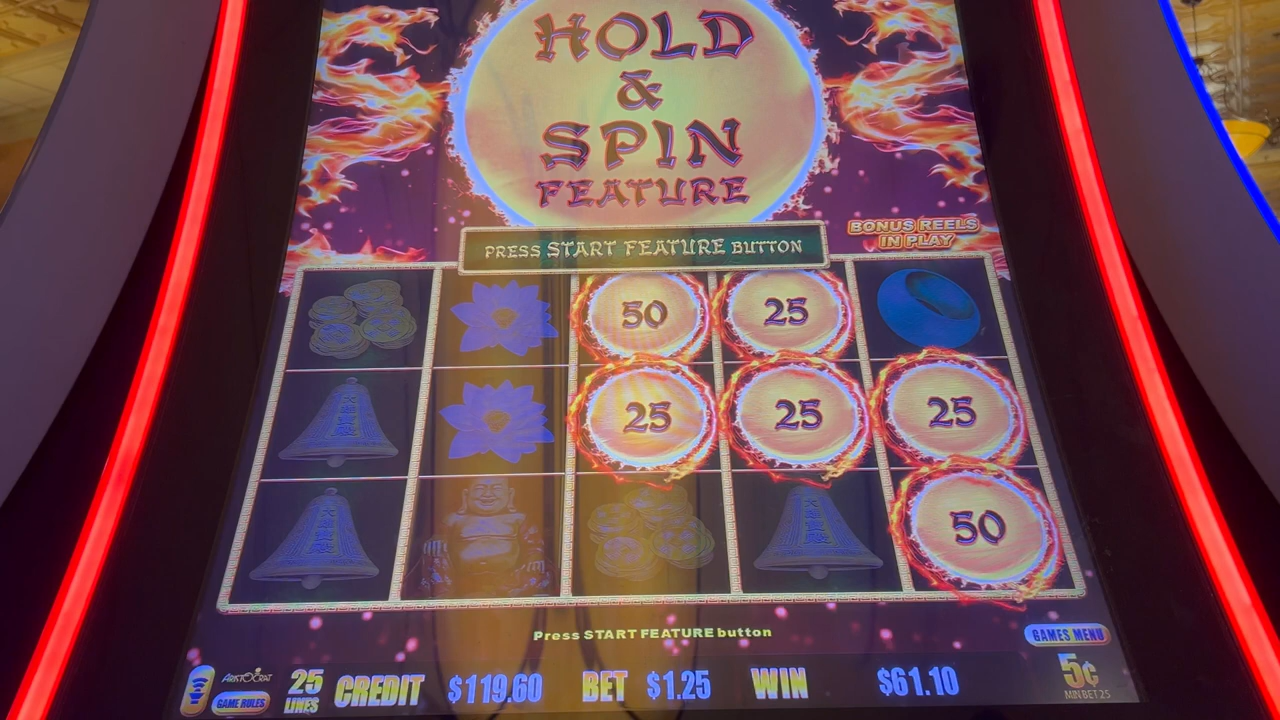 HOLD
&
SPIN
FEATURE
BONUS REELS
IN PLAY
PRESS START FEATURE BUTTON
50
25
25
25
25
50
Press START FEATURE button
GAMES MENU
ARISTOCRAT
GAME RULES
25
LINES
CREDIT $119.60 BET $1.25 WIN $61.10
5¢
MIN BET 25